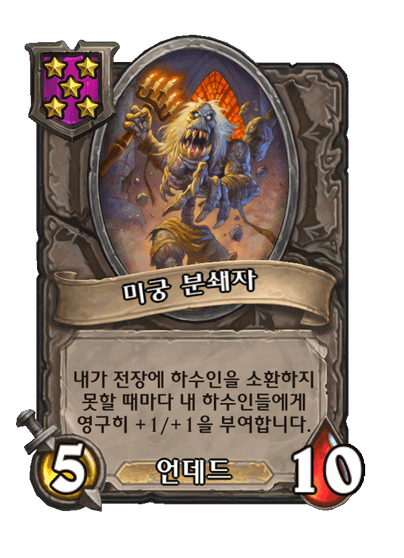 미궁 분쇄자
내가 전장에 하수인을 소환하지
못할 때마다 내 하수인들에게
영구히 +1/+1을 부여합니다.
5
언데드
10